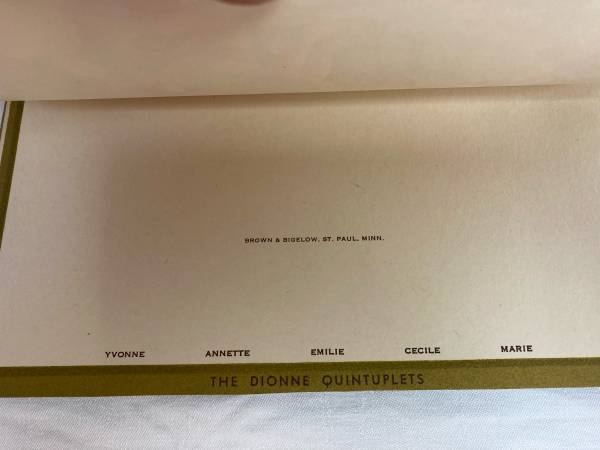 BROWN & BIGELOW, ST. PAUL, MINN.
YVONNE ANNETTE EMILIE CECILE MARIE
THE DIONNE QUINTUPLETS